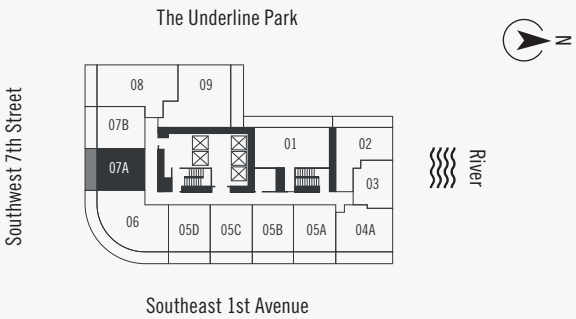 The Underline Park
N
Southwest 7th Street
08
09
07B
01
02
River
07A
03
06
05D
05C
05B
05A
04A
Southeast 1st Avenue